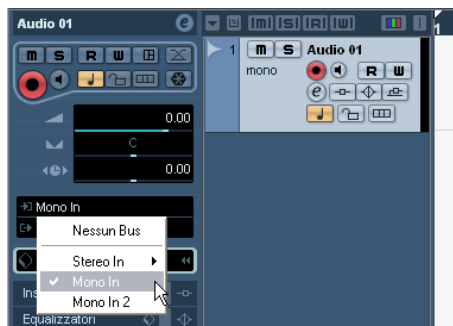 Audio 01
e
M S R W
m S R W
1
1 m S Audio 01
mono
R W
e
0.00
C
0.00
Mono In
Nessun Bus
Stereo In
Mono In
Mono In 2
Ins
Equalizzatori